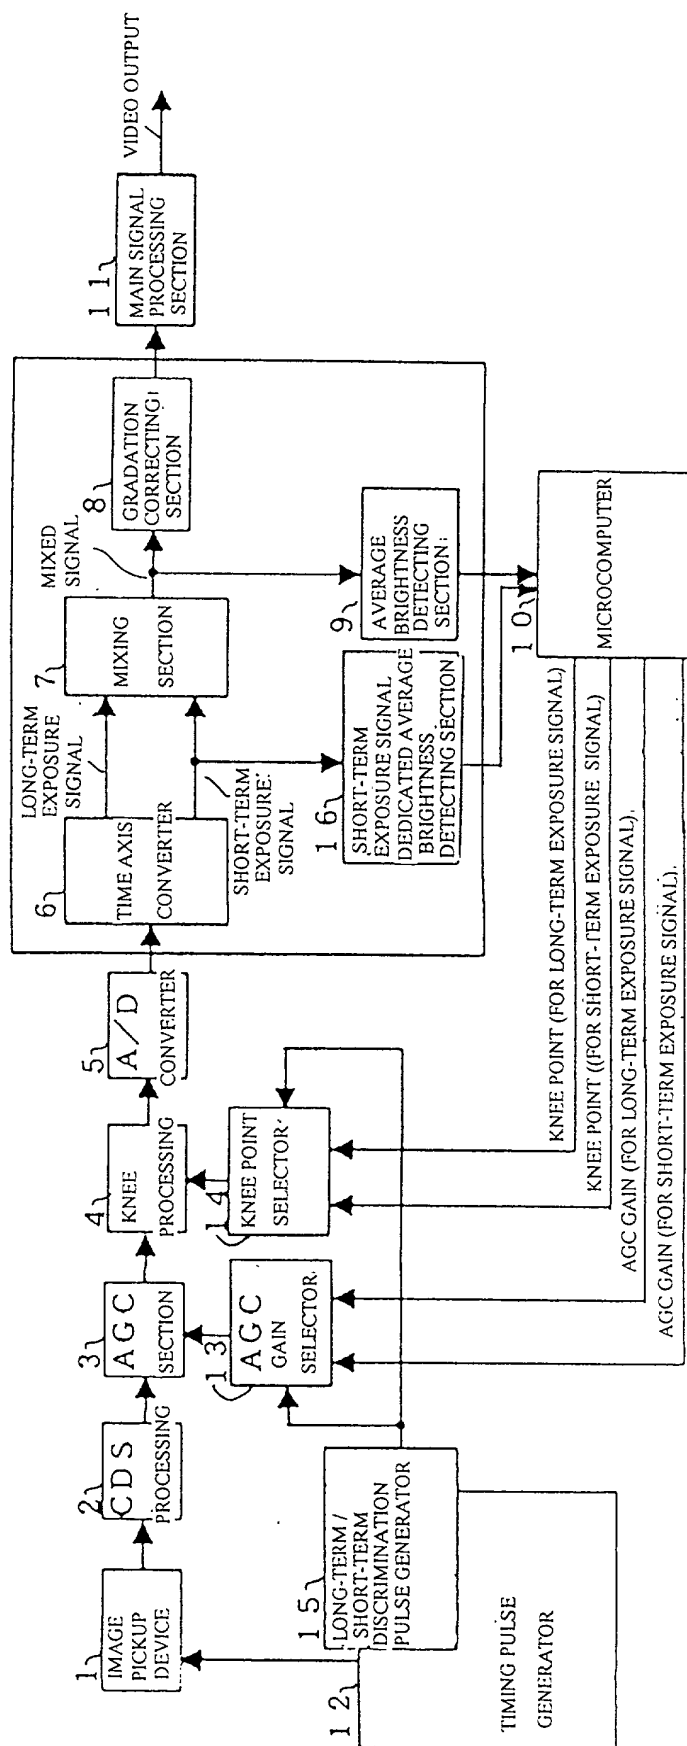 1
IMAGE
PICKUP
DEVICE
2
CDS
PROCESSING
3
AGC
SECTION
4
KNEE
PROCESSING
5
A/D
CONVERTER
6
TIME AXIS
CONVERTER
LONG-TERM
EXPOSURE
SIGNAL
SHORT-TERM
EXPOSURE:
SIGNAL
7
MIXING
SECTION
MIXED
SIGNAL
8
GRADATION
CORRECTING:
SECTION
11
MAIN SIGNAL
PROCESSING
SECTION
VIDEO OUTPUT
13
AGC
GAIN
SELECTOR.
14
KNEE POINT
SELECTOR
16
SHORT-TERM
EXPOSURE SIGNAL
DEDICATED AVERAGE
BRIGHTNESS
DETECTING SECTION
9
AVERAGE
BRIGHTNESS
DETECTING
SECTION:
15
LONG-TERM /
SHORT-TERM
DISCRIMINATION
PULSE GENERATOR
12
TIMING PULSE
GENERATOR
10
MICROCOMPUTER
KNEE POINT (FOR LONG-TERM EXPOSURE SIGNAL)
KNEE POINT ((FOR SHORT-TERM EXPOSURE SIGNAL)
AGC GAIN (FOR LONG-TERM EXPOSURE SIGNAL).
AGC GAIN (FOR SHORT-TERM EXPOSURE SIGNAL).